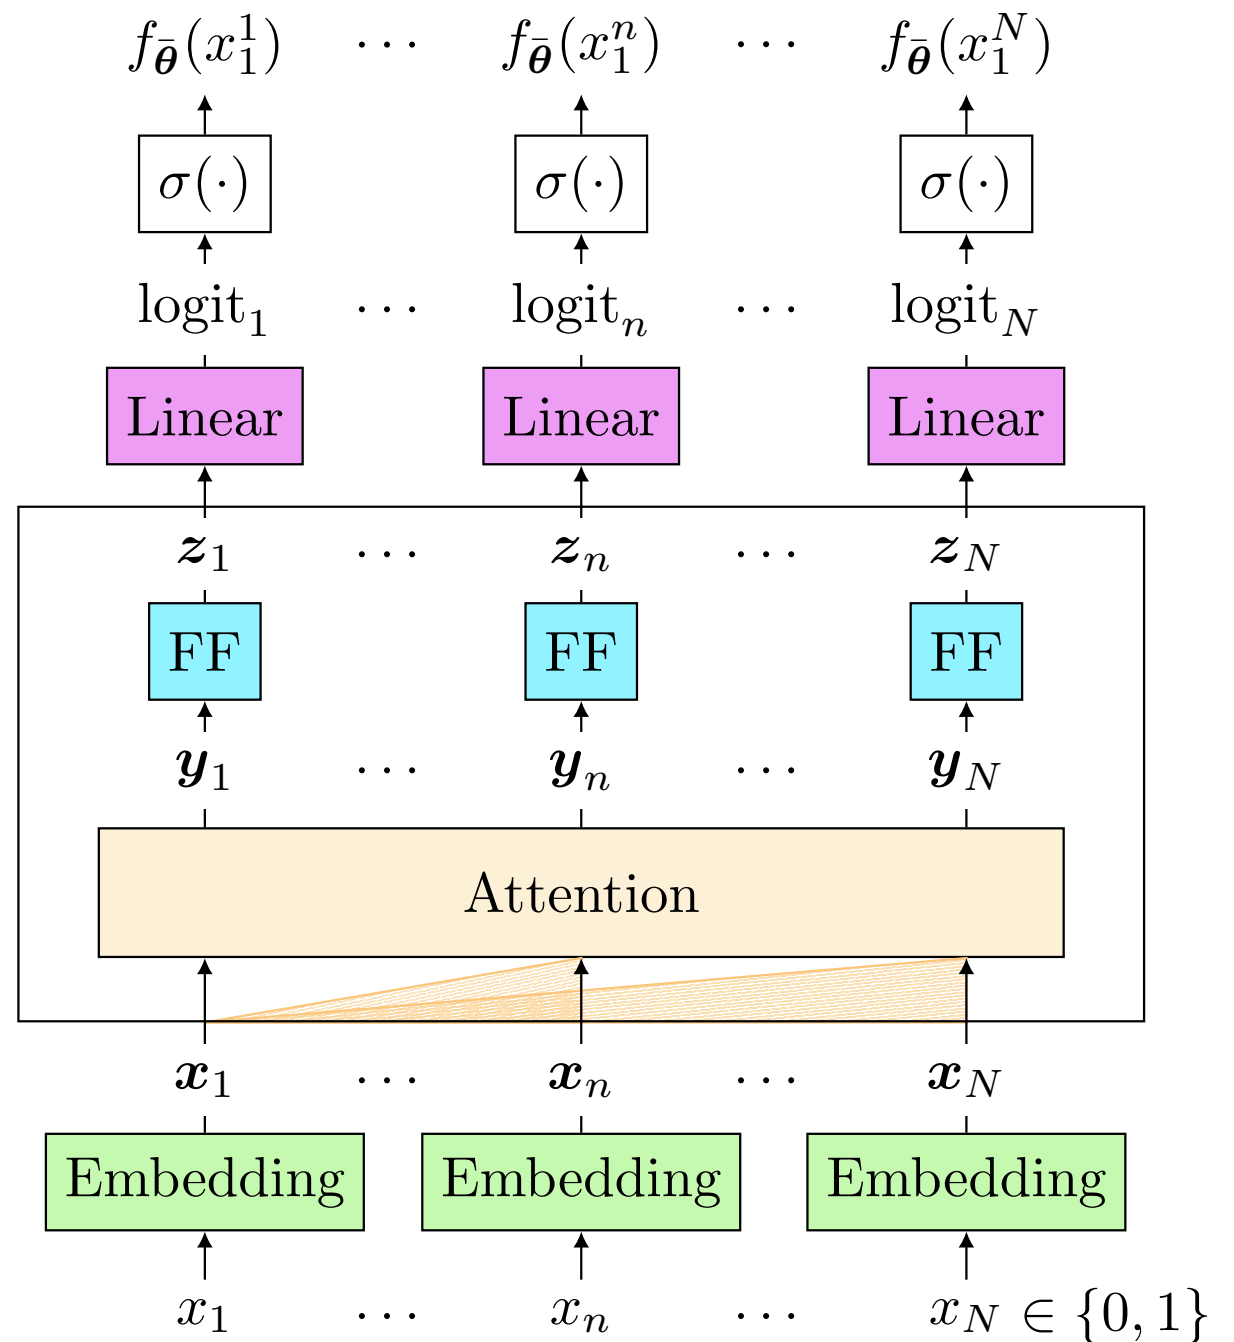 f_θ̄(x_1^1) ⋯ f_θ̄(x_1^n) ⋯ f_θ̄(x_1^N)
σ(·) σ(·) σ(·)
logit_1 ⋯ logit_n ⋯ logit_N
Linear Linear Linear
z_1 ⋯ z_n ⋯ z_N
FF FF FF
y_1 ⋯ y_n ⋯ y_N
Attention
x_1 ⋯ x_n ⋯ x_N
Embedding Embedding Embedding
x_1 ⋯ x_n ⋯ x_N ∈ {0, 1}